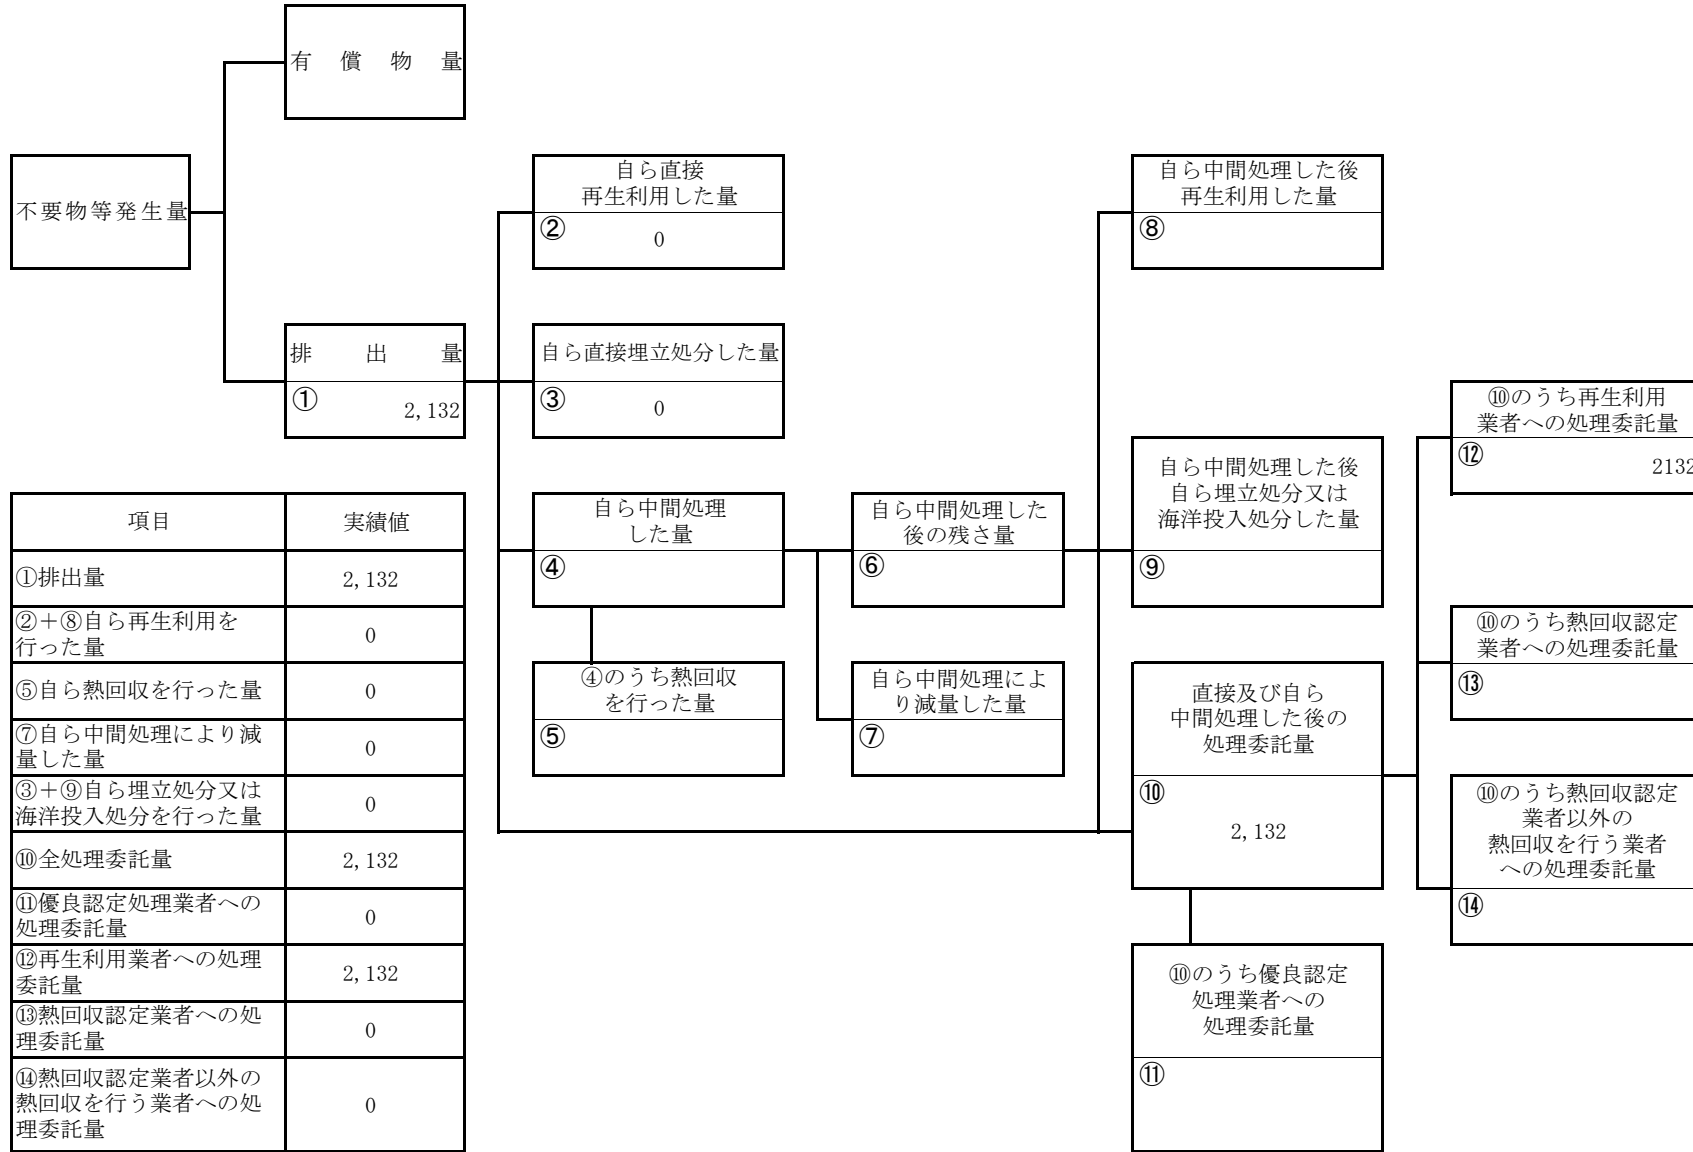 有償物量
不要物等発生量
自ら直接
再生利用した量
②
0
自ら中間処理した後
再生利用した量
⑧
排出量
①
2,132
自ら直接埋立処分した量
③
0
⑩のうち再生利用
業者への処理委託量
⑫
2132
自ら中間処理
した量
④
自ら中間処理した
後の残さ量
⑥
自ら中間処理した後
自ら埋立処分又は
海洋投入処分した量
⑨
④のうち熱回収
を行った量
⑤
自ら中間処理によ
り減量した量
⑦
直接及び自ら
中間処理した後の
処理委託量
⑩
2,132
⑩のうち熱回収認定
業者への処理委託量
⑬
⑩のうち熱回収認定
業者以外の
熱回収を行う業者
への処理委託量
⑭
⑩のうち優良認定
処理業者への
処理委託量
⑪
項目 実績値
①排出量 2,132
②+⑧自ら再生利用を
行った量 0
⑤自ら熱回収を行った量 0
⑦自ら中間処理により減
量した量 0
③+⑨自ら埋立処分又は
海洋投入処分を行った量 0
⑩全処理委託量 2,132
⑪優良認定処理業者への
処理委託量 0
⑫再生利用業者への処理
委託量 2,132
⑬熱回収認定業者への処
理委託量 0
⑭熱回収認定業者以外の
熱回収を行う業者への処
理委託量 0